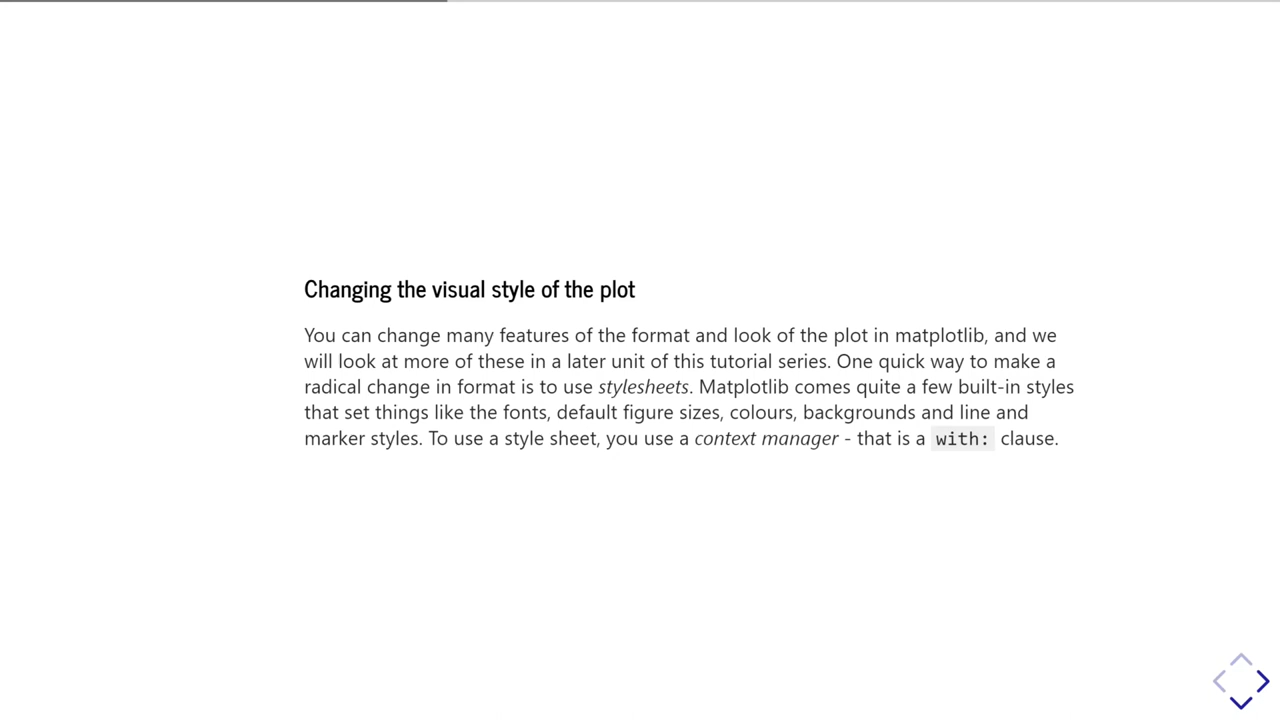 Changing the visual style of the plot
You can change many features of the format and look of the plot in matplotlib, and we
will look at more of these in a later unit of this tutorial series. One quick way to make a
radical change in format is to use stylesheets. Matplotlib comes quite a few built-in styles
that set things like the fonts, default figure sizes, colours, backgrounds and line and
marker styles. To use a style sheet, you use a context manager - that is a with: clause.